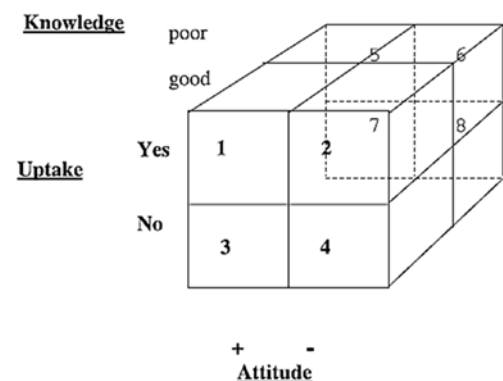 Knowledge
poor
good
5 6
7 8
Yes 1 2
Uptake
No
3 4
+ -
Attitude